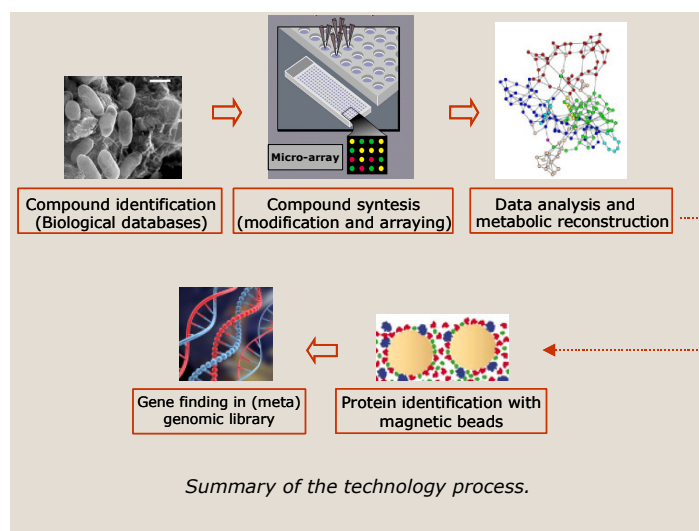 Micro-array
Compound identification
(Biological databases)
Compound syntesis
(modification and arraying)
Data analysis and
metabolic reconstruction
Gene finding in (meta)
genomic library
Protein identification with
magnetic beads
Summary of the technology process.